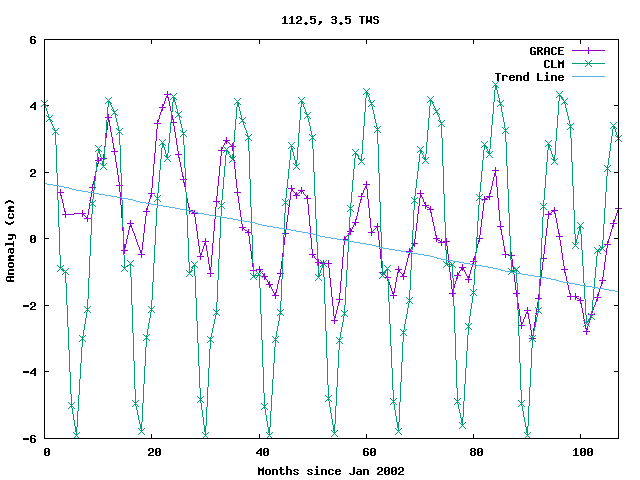 112.5, 3.5 TWS
GRACE
CLM
Trend Line
6
4
2
0
-2
-4
-6
Anomaly (cm)
0 20 40 60 80 100
Months since Jan 2002